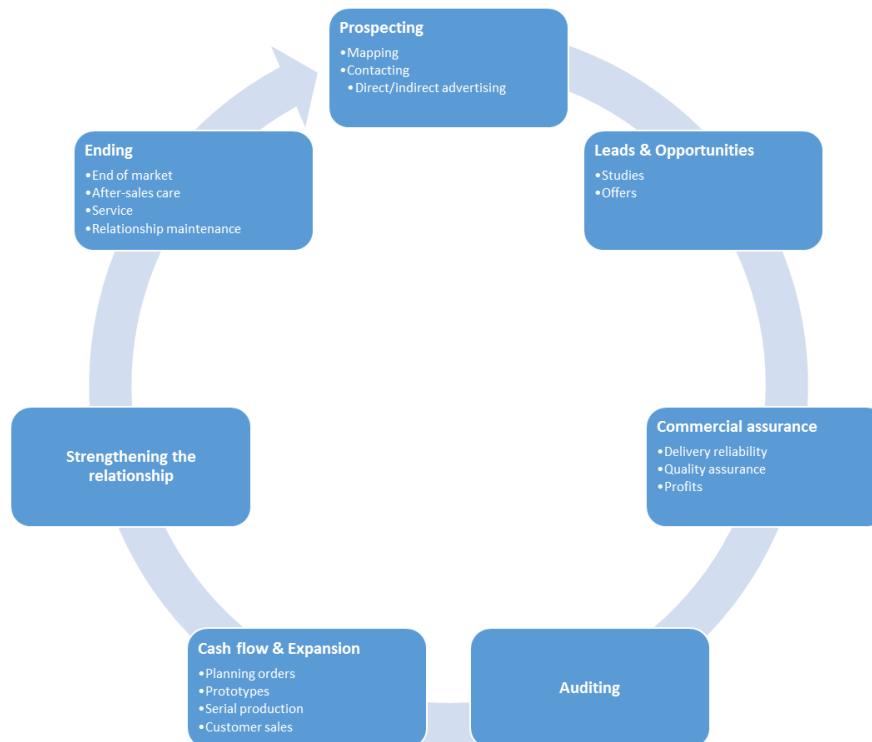 Prospecting
•Mapping
•Contacting
•Direct/indirect advertising
Leads & Opportunities
•Studies
•Offers
Commercial assurance
•Delivery reliability
•Quality assurance
•Profits
Auditing
Cash flow & Expansion
•Planning orders
•Prototypes
•Serial production
•Customer sales
Strengthening the
relationship
Ending
•End of market
•After-sales care
•Service
•Relationship maintenance